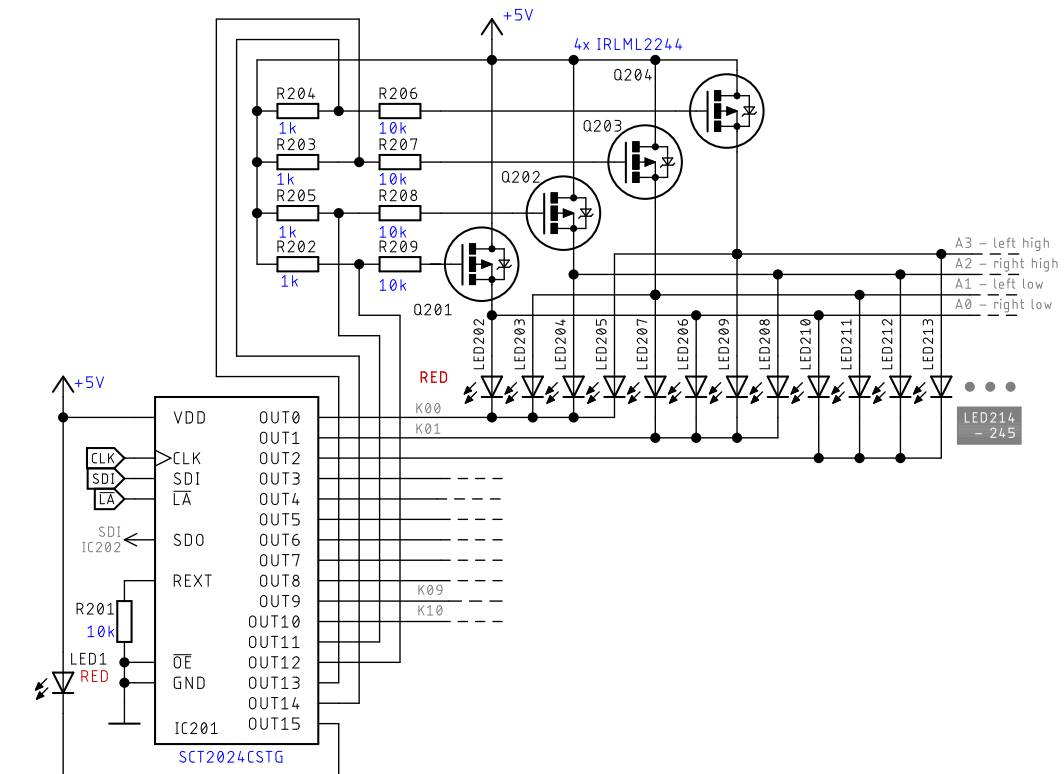 +5V
4x IRLML2244
Q204
R204
R206
1k
10k
Q203
R203
R207
1k
10k
Q202
R205
R208
1k
10k
R202
R209
1k
10k
Q201
A3 - left high
A2 - right high
A1 - left low
A0 - right low
LED202
LED203
LED204
LED205
LED207
LED206
LED209
LED208
LED210
LED211
LED212
LED213
RED
+5V
K00
K01
LED214
- 245
VDD
OUT0
OUT1
CLK
CLK
OUT2
SDI
SDI
OUT3
LA
LA
OUT4
OUT5
SDI
IC202
SDO
OUT6
OUT7
REXT
OUT8
K09
OUT9
R201
10k
K10
OUT10
OUT11
LED1
RED
OE
OUT12
GND
OUT13
OUT14
IC201
OUT15
SCT2024CSTG